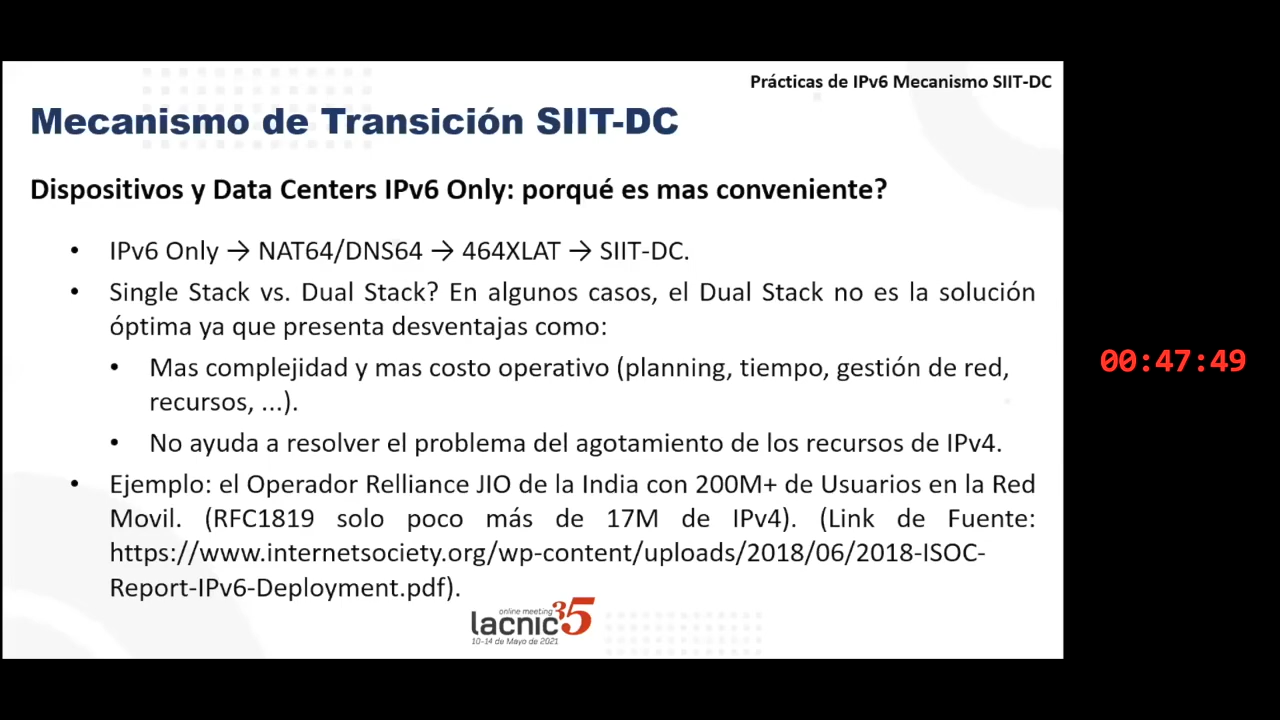 Prácticas de IPv6 Mecanismo SIIT-DC
Mecanismo de Transición SIIT-DC
Dispositivos y Data Centers IPv6 Only: porqué es mas conveniente?
• IPv6 Only → NAT64/DNS64 → 464XLAT → SIIT-DC.
• Single Stack vs. Dual Stack? En algunos casos, el Dual Stack no es la solución
óptima ya que presenta desventajas como:
• Mas complejidad y mas costo operativo (planning, tiempo, gestión de red,
recursos, ...).
• No ayuda a resolver el problema del agotamiento de los recursos de IPv4.
• Ejemplo: el Operador Relliance JIO de la India con 200M+ de Usuarios en la Red
Movil. (RFC1819 solo poco más de 17M de IPv4). (Link de Fuente:
https://www.internetsociety.org/wp-content/uploads/2018/06/2018-ISOC-
Report-IPv6-Deployment.pdf).
online meeting
lacnic 35
10-14 de Mayo de 2021
00:47:49